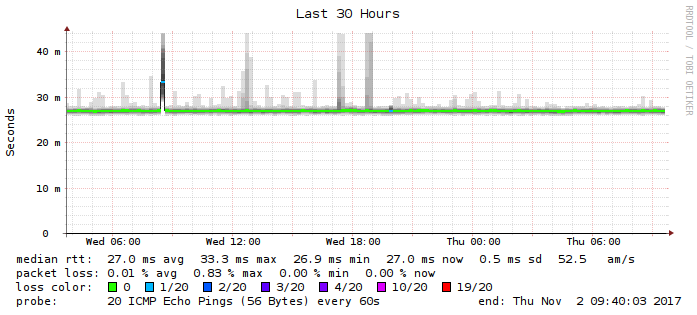 Last 30 Hours
RRDTOOL / TOBI OETIKER
Seconds
40 m
30 m
20 m
10 m
0
Wed 06:00 Wed 12:00 Wed 18:00 Thu 00:00 Thu 06:00
median rtt: 27.0 ms avg 33.3 ms max 26.9 ms min 27.0 ms now 0.5 ms sd 52.5 am/s
packet loss: 0.01 % avg 0.83 % max 0.00 % min 0.00 % now
loss color: 0 1/20 2/20 3/20 4/20 10/20 19/20
probe: 20 ICMP Echo Pings (56 Bytes) every 60s end: Thu Nov 2 09:40:03 2017